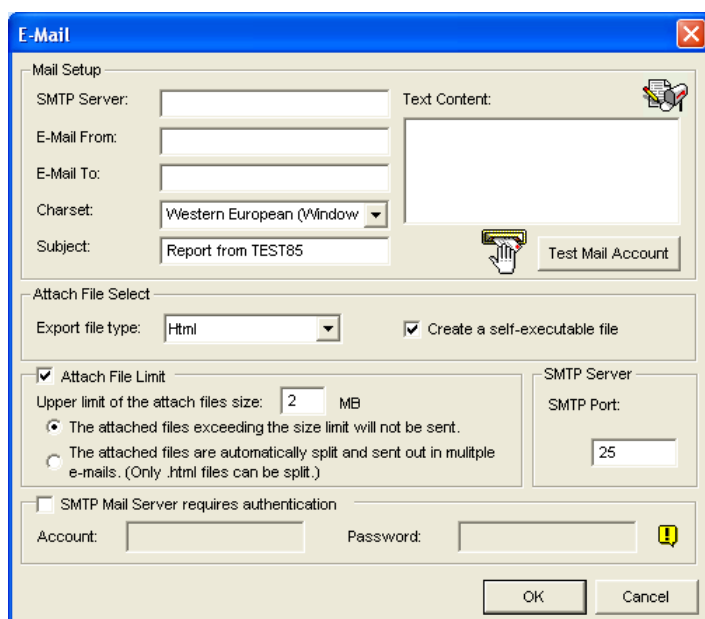 E-Mail
Mail Setup
SMTP Server:
Text Content:
E-Mail From:
E-Mail To:
Charset:
Western European (Window
Subject:
Report from TEST85
Test Mail Account
Attach File Select
Export file type:
Html
Create a self-executable file
Attach File Limit
Upper limit of the attach files size:
2
MB
The attached files exceeding the size limit will not be sent.
The attached files are automatically split and sent out in mulitple
e-mails. (Only .html files can be split.)
SMTP Server
SMTP Port:
25
SMTP Mail Server requires authentication
Account:
Password:
OK
Cancel